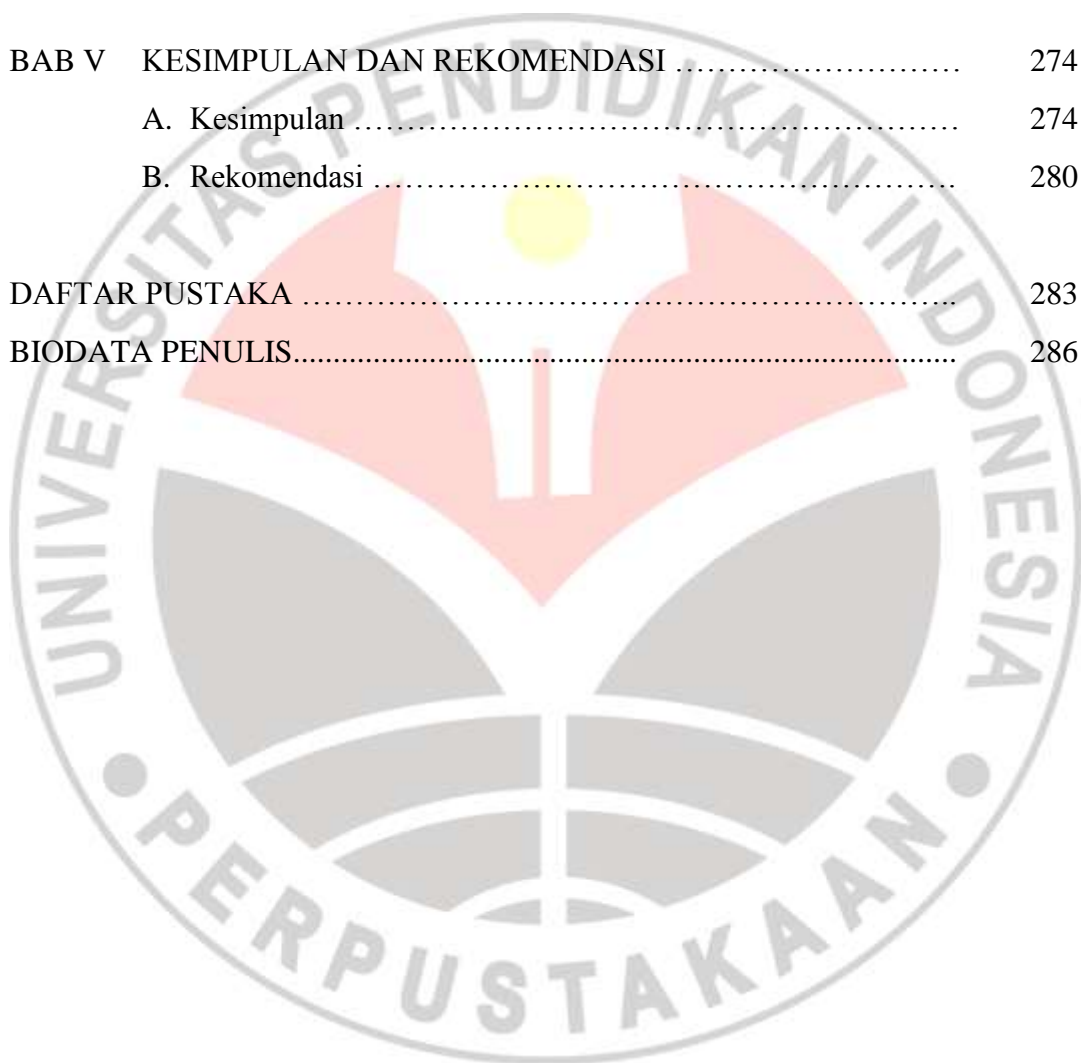 BAB V KESIMPULAN DAN REKOMENDASI ………………………  274
A. Kesimpulan …………………………………………………  274
B. Rekomendasi ……………………………………………….  280
DAFTAR PUSTAKA ……………………………………………………..  283
BIODATA PENULIS..............................................................................  286
UNIVERSITAS PENDIDIKAN INDONESIA
PERPUSTAKAAN